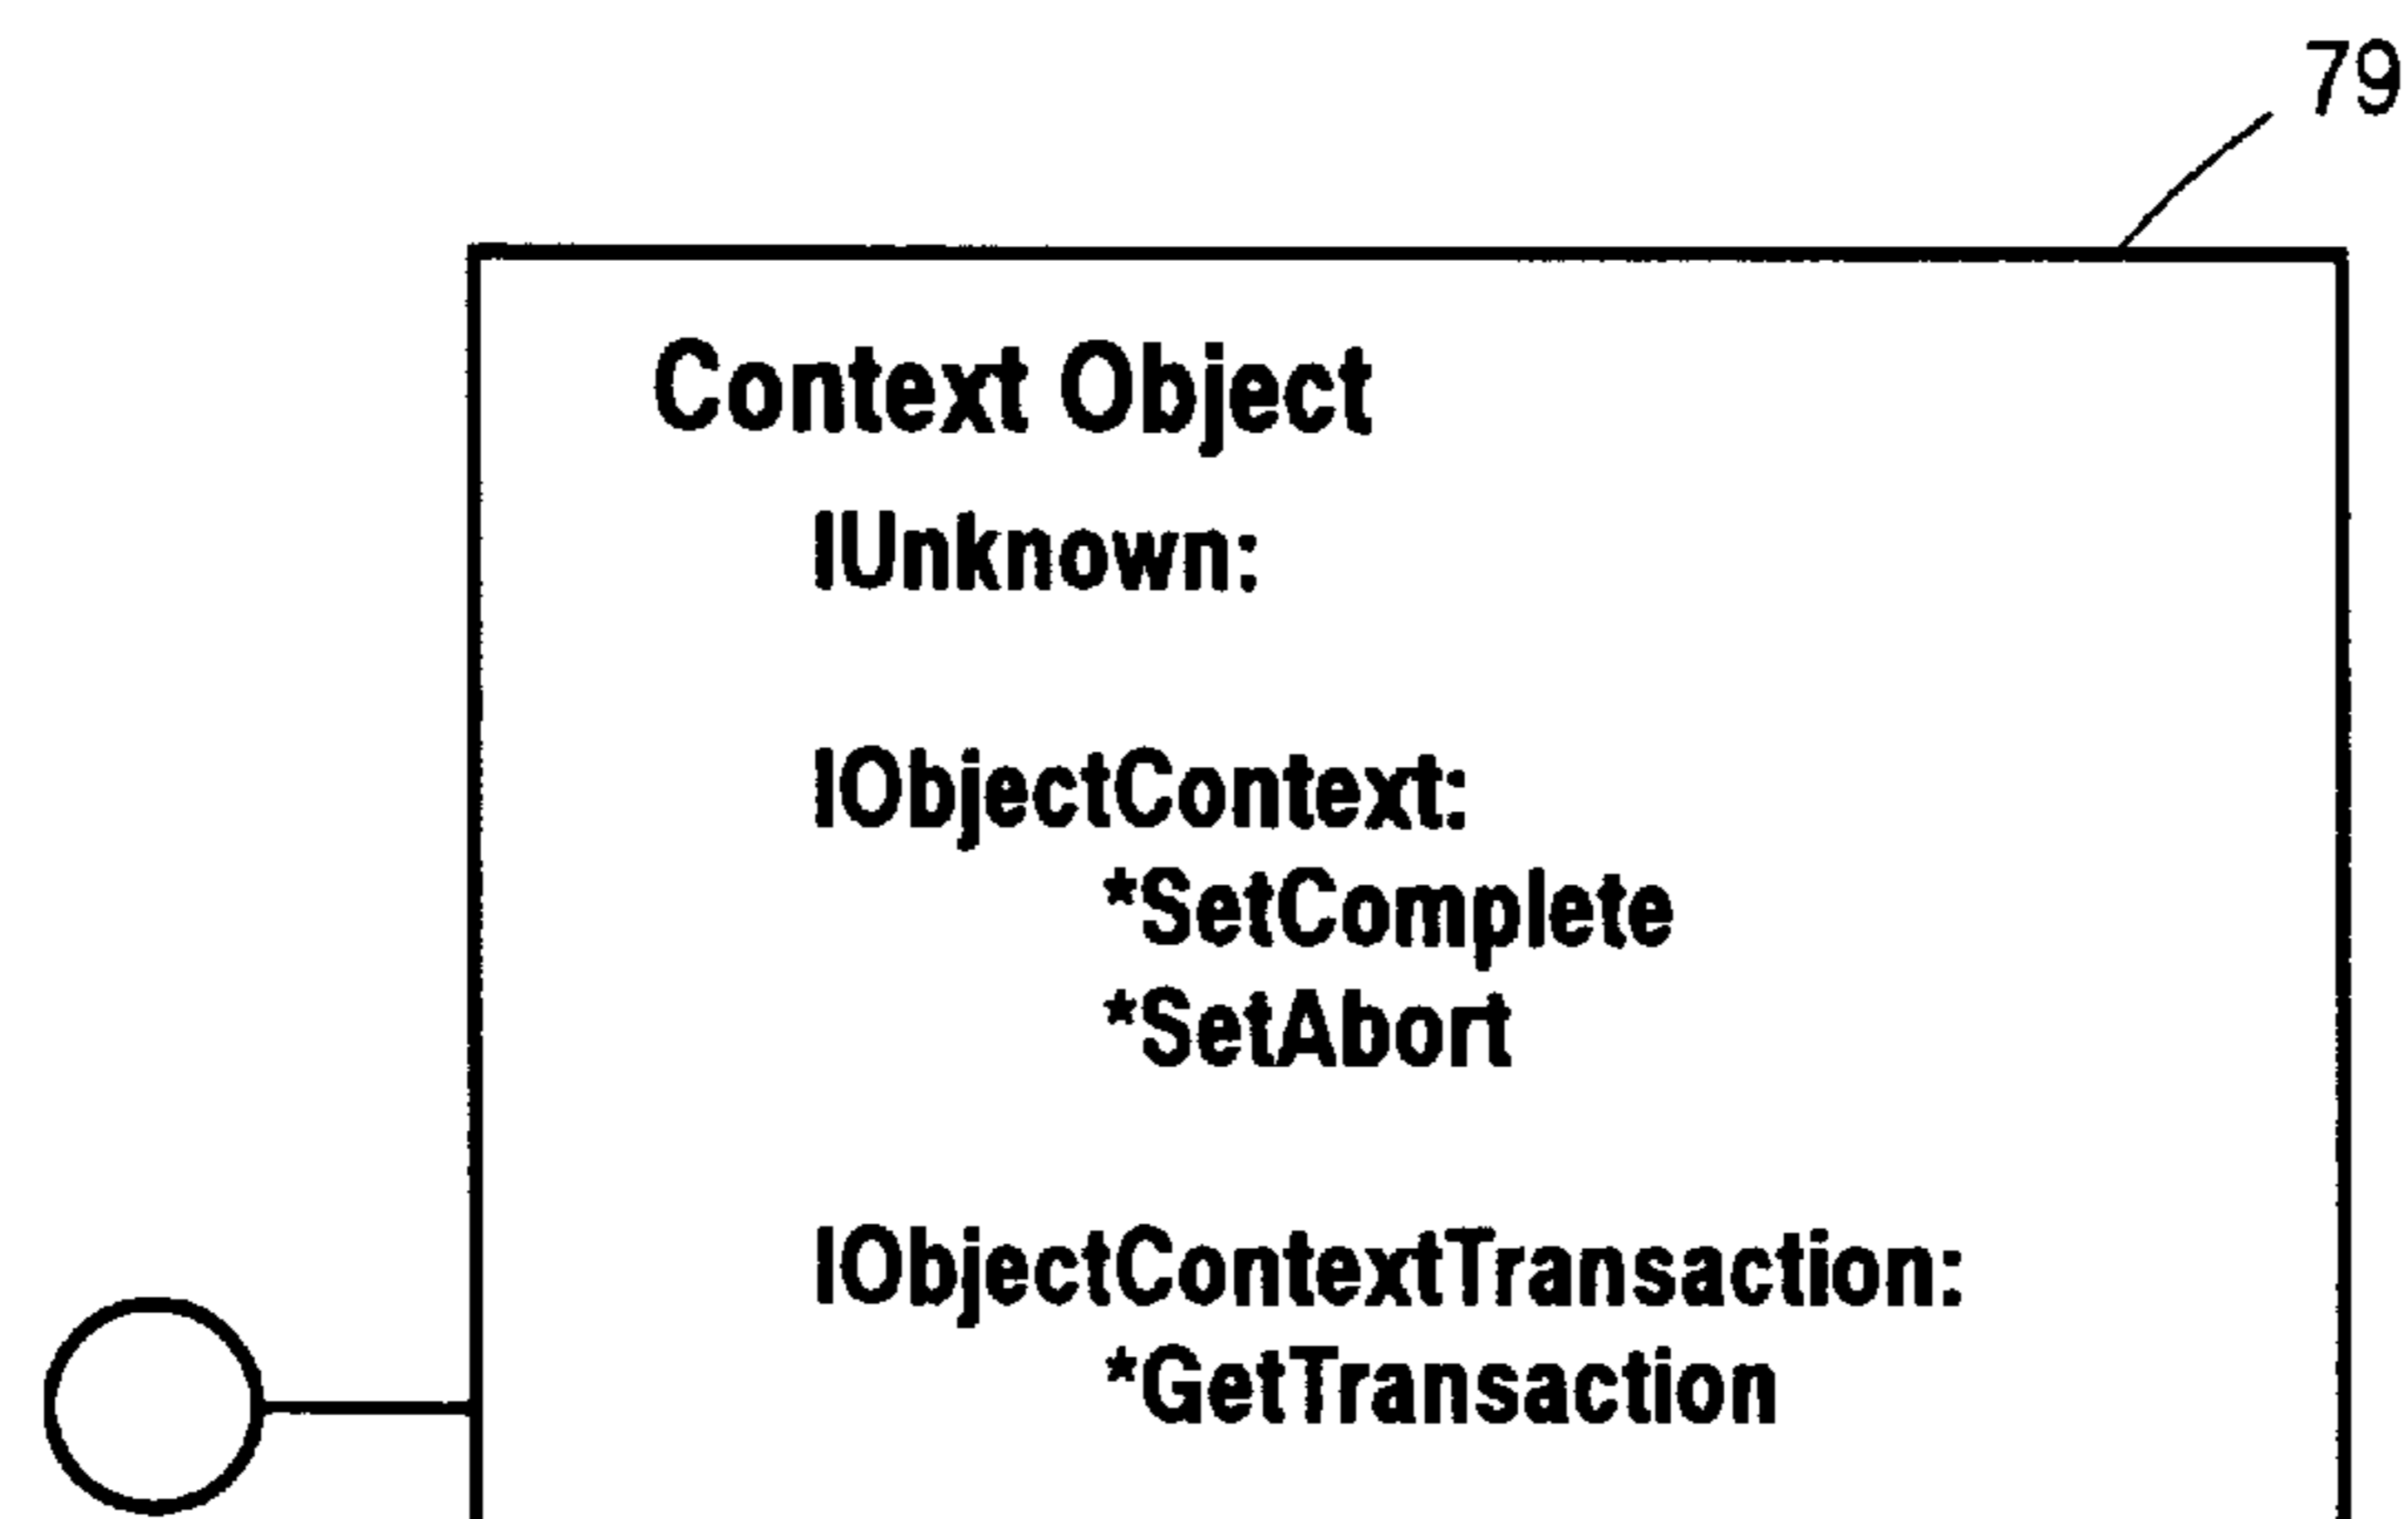 79
Context Object
IUnknown:
IObjectContext:
*SetComplete
*SetAbort
IObjectContextTransaction:
*GetTransaction